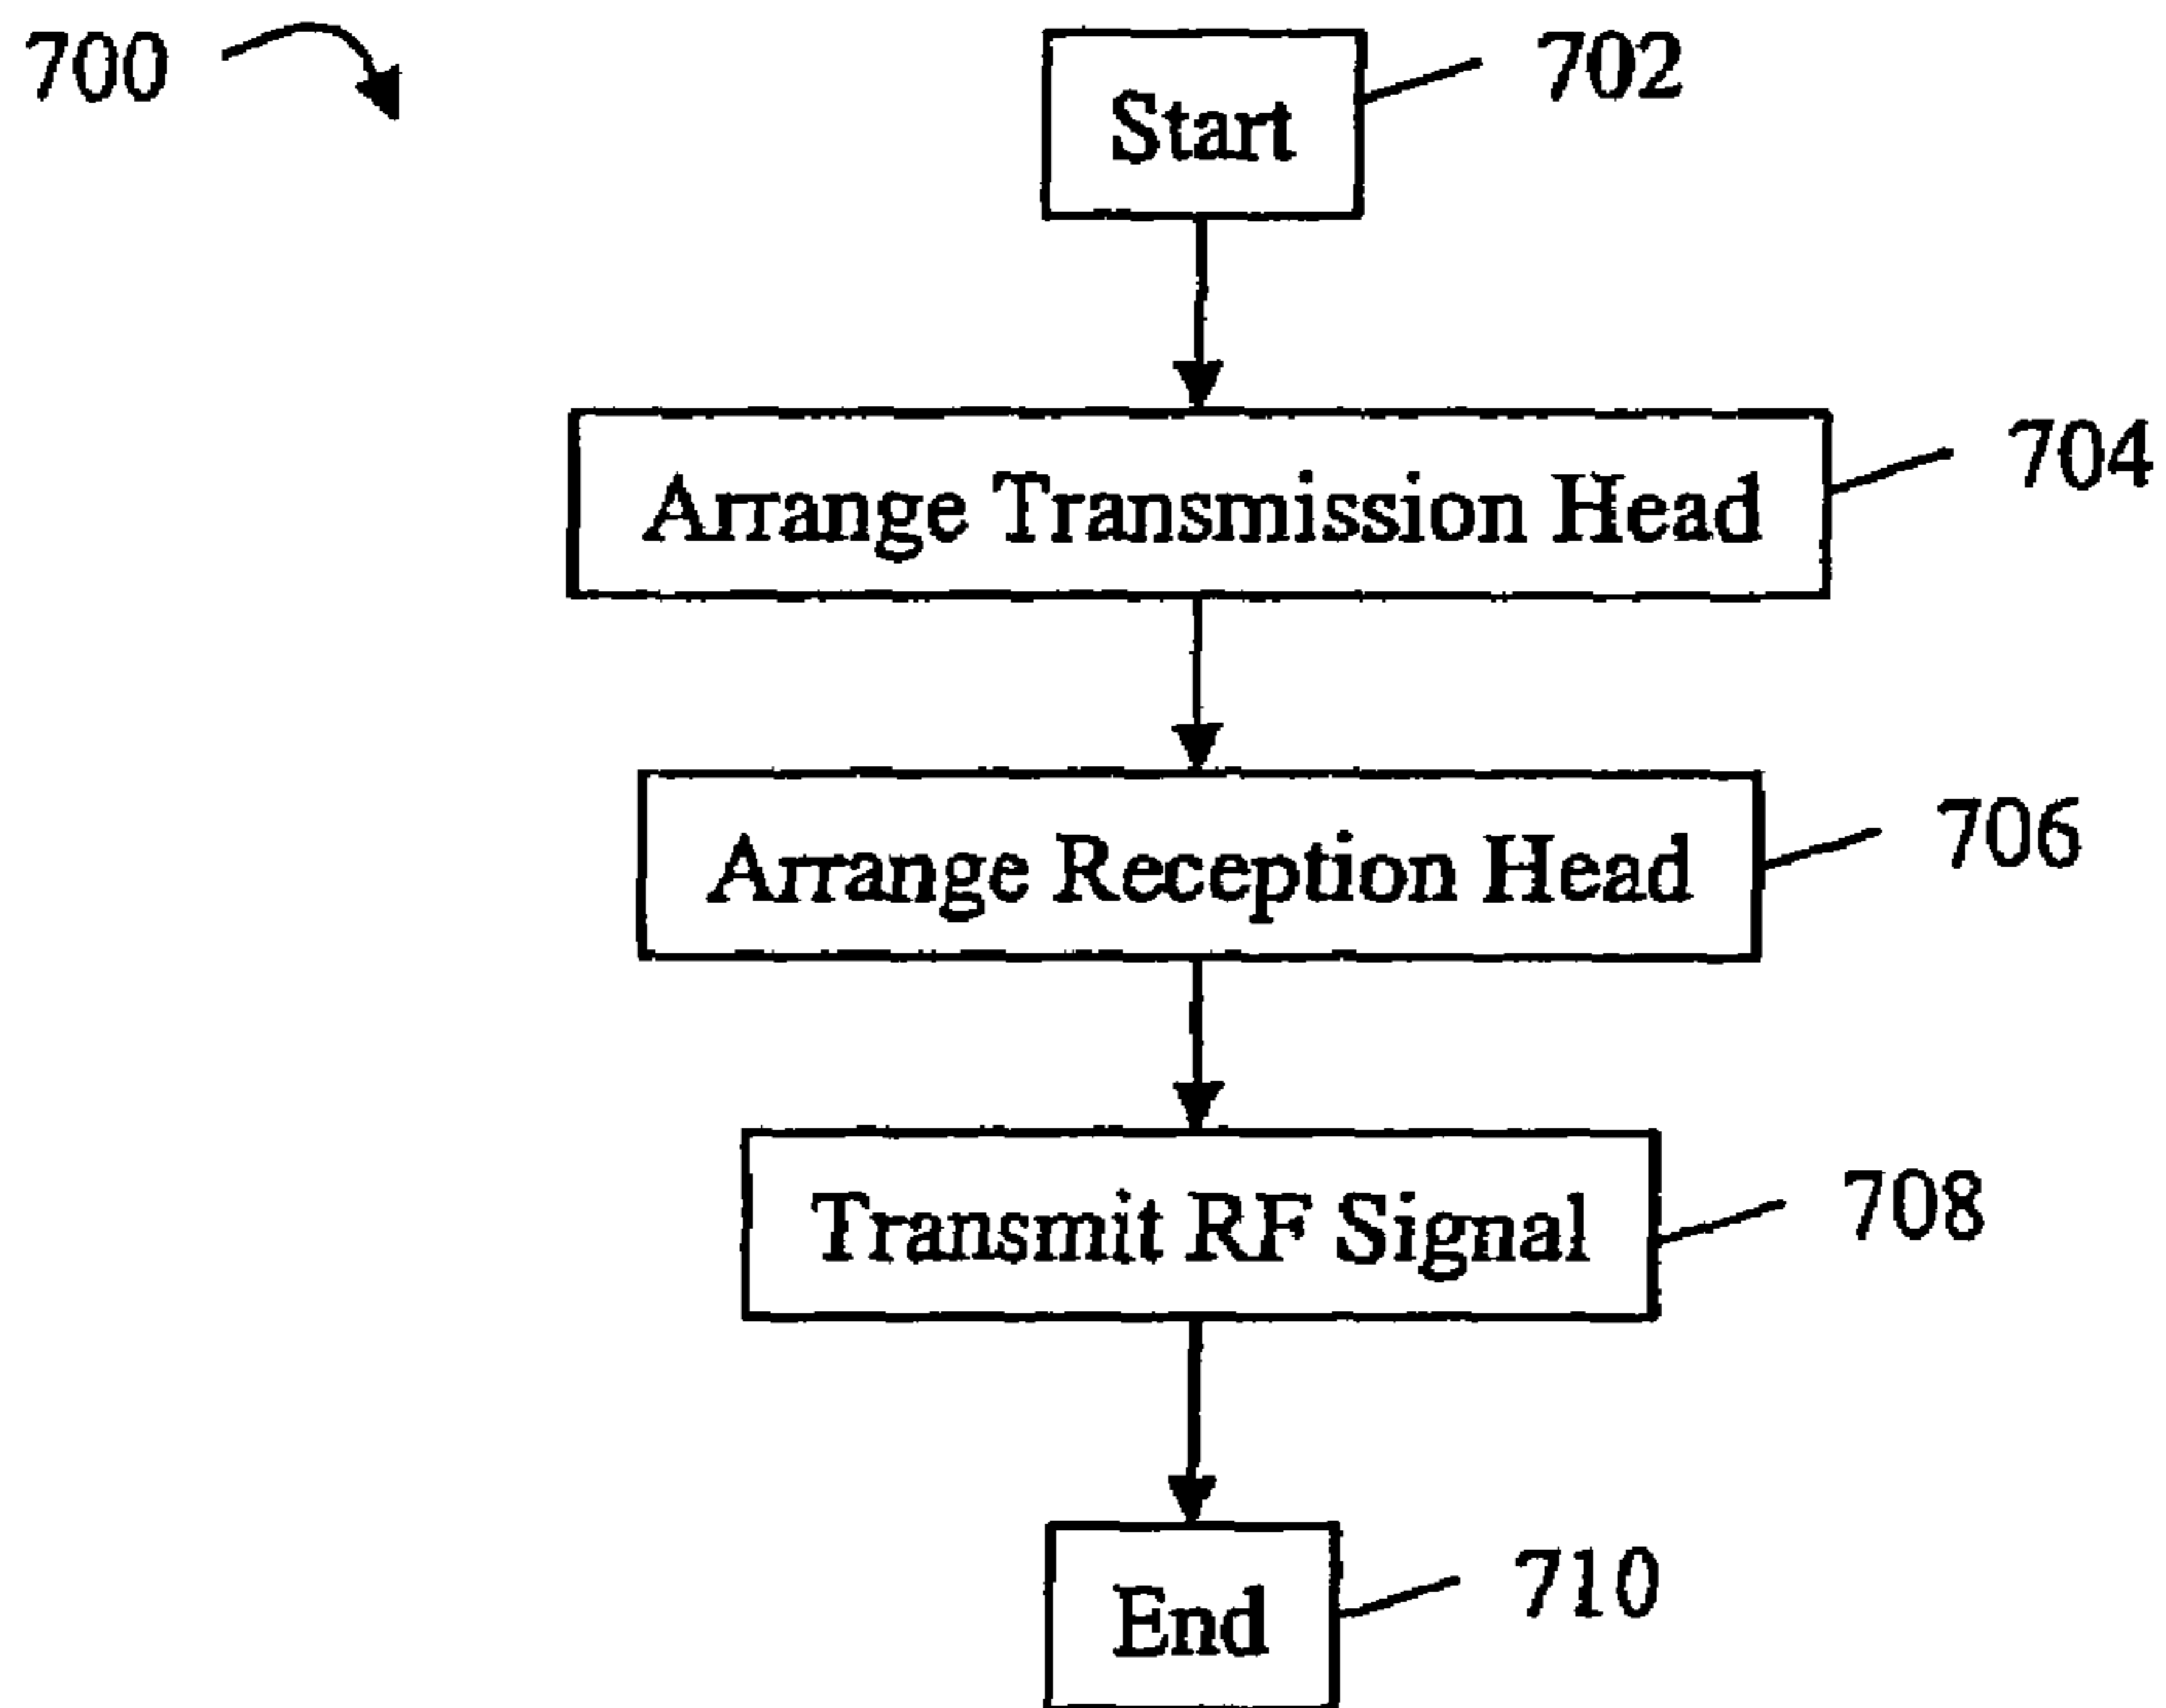 700
Start
702
Arrange Transmission Head
704
Arrange Reception Head
706
Transmit RF Signal
708
End
710